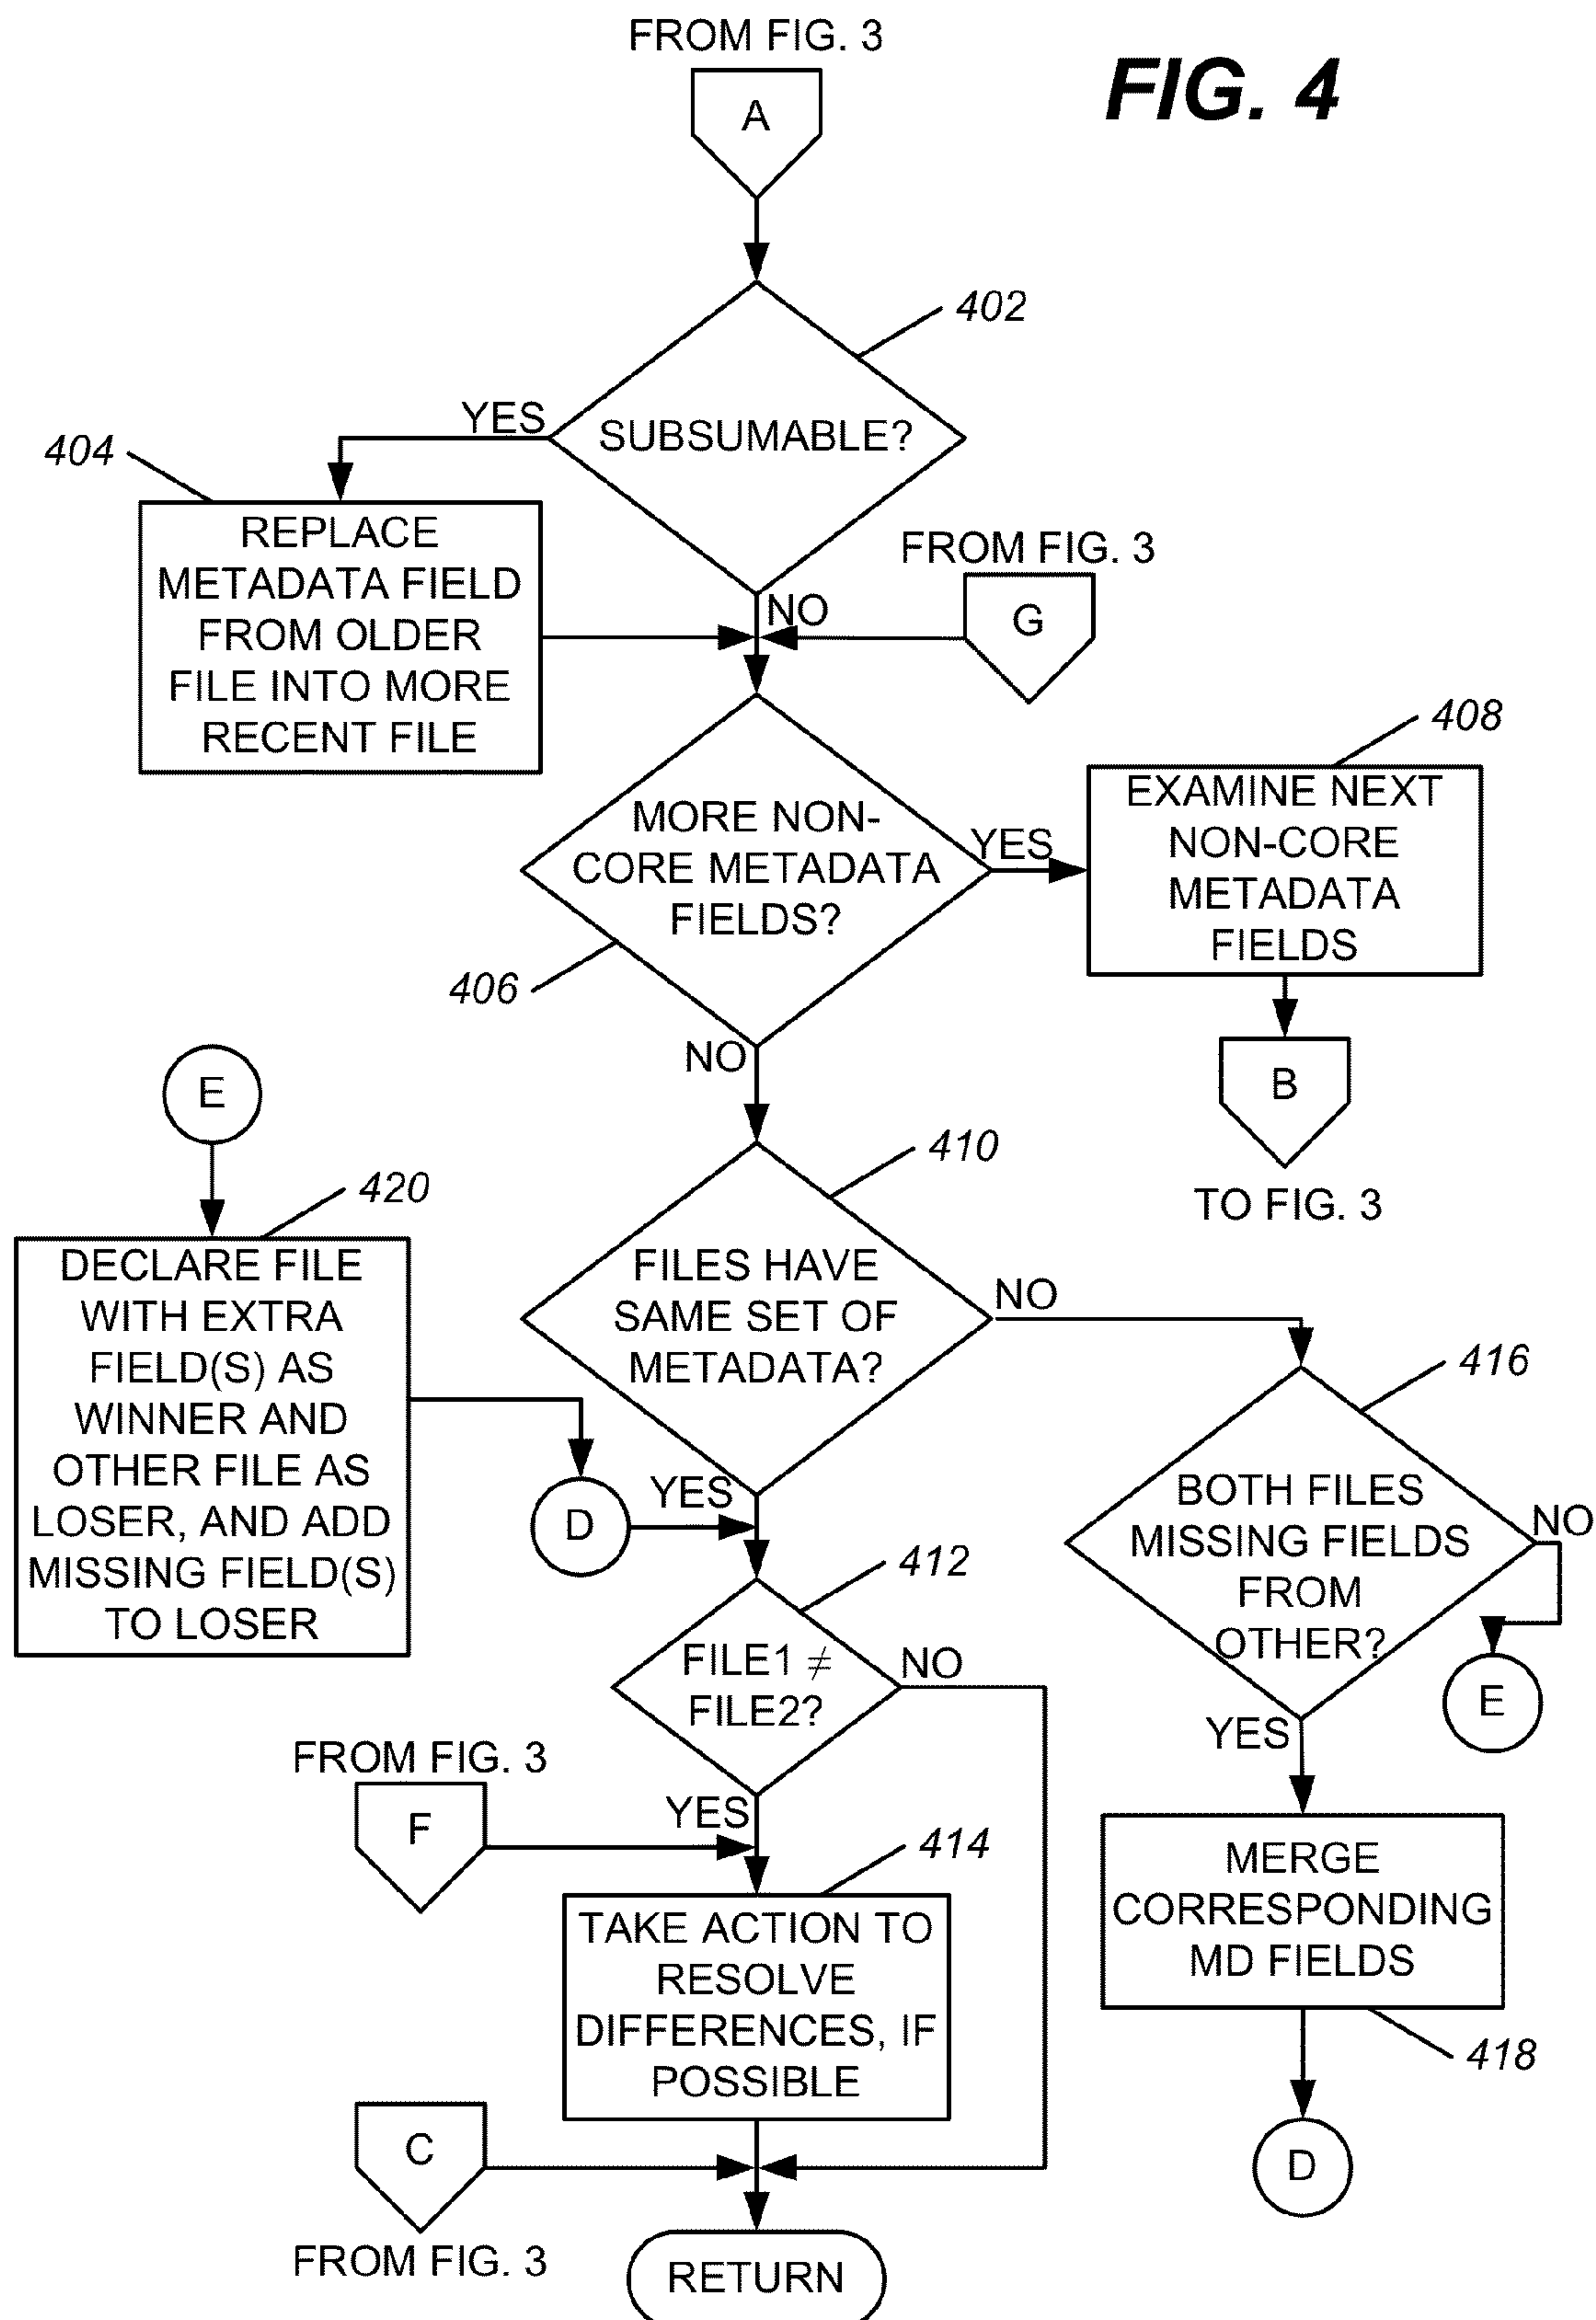 FROM FIG. 3
FIG. 4
A
402
SUBSUMABLE?
YES
404
REPLACE
METADATA FIELD
FROM OLDER
FILE INTO MORE
RECENT FILE
NO
FROM FIG. 3
G
408
EXAMINE NEXT
NON-CORE
METADATA
FIELDS
MORE NON-
CORE METADATA
FIELDS?
YES
406
NO
B
TO FIG. 3
E
420
DECLARE FILE
WITH EXTRA
FIELD(S) AS
WINNER AND
OTHER FILE AS
LOSER, AND ADD
MISSING FIELD(S)
TO LOSER
410
FILES HAVE
SAME SET OF
METADATA?
NO
YES
D
416
BOTH FILES
MISSING FIELDS
FROM
OTHER?
NO
E
YES
412
FILE1 ≠
FILE2?
NO
YES
FROM FIG. 3
F
414
TAKE ACTION TO
RESOLVE
DIFFERENCES, IF
POSSIBLE
MERGE
CORRESPONDING
MD FIELDS
418
D
C
FROM FIG. 3
RETURN